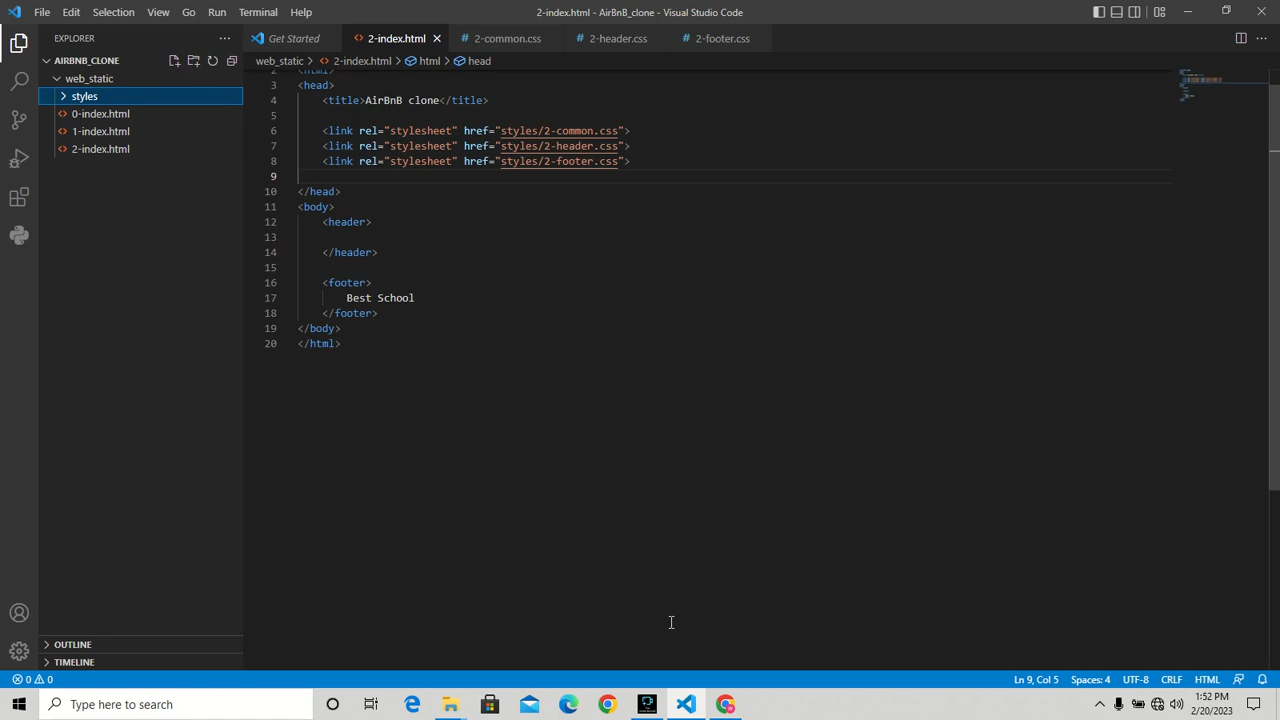 File Edit Selection View Go Run Terminal Help
2-index.html - AirBnB_clone - Visual Studio Code
EXPLORER
AIRBNB_CLONE
web_static
styles
0-index.html
1-index.html
2-index.html
OUTLINE
TIMELINE
Get Started 2-index.html 2-common.css 2-header.css 2-footer.css
web_static > 2-index.html > html > head
2 <html>
3 <head>
4 <title>AirBnB clone</title>
5
6 <link rel="stylesheet" href="styles/2-common.css">
7 <link rel="stylesheet" href="styles/2-header.css">
8 <link rel="stylesheet" href="styles/2-footer.css">
9
10 </head>
11 <body>
12 <header>
13
14 </header>
15
16 <footer>
17 Best School
18 </footer>
19 </body>
20 </html>
0 0 Ln 9, Col 5 Spaces: 4 UTF-8 CRLF HTML
Type here to search
1:52 PM
2/20/2023